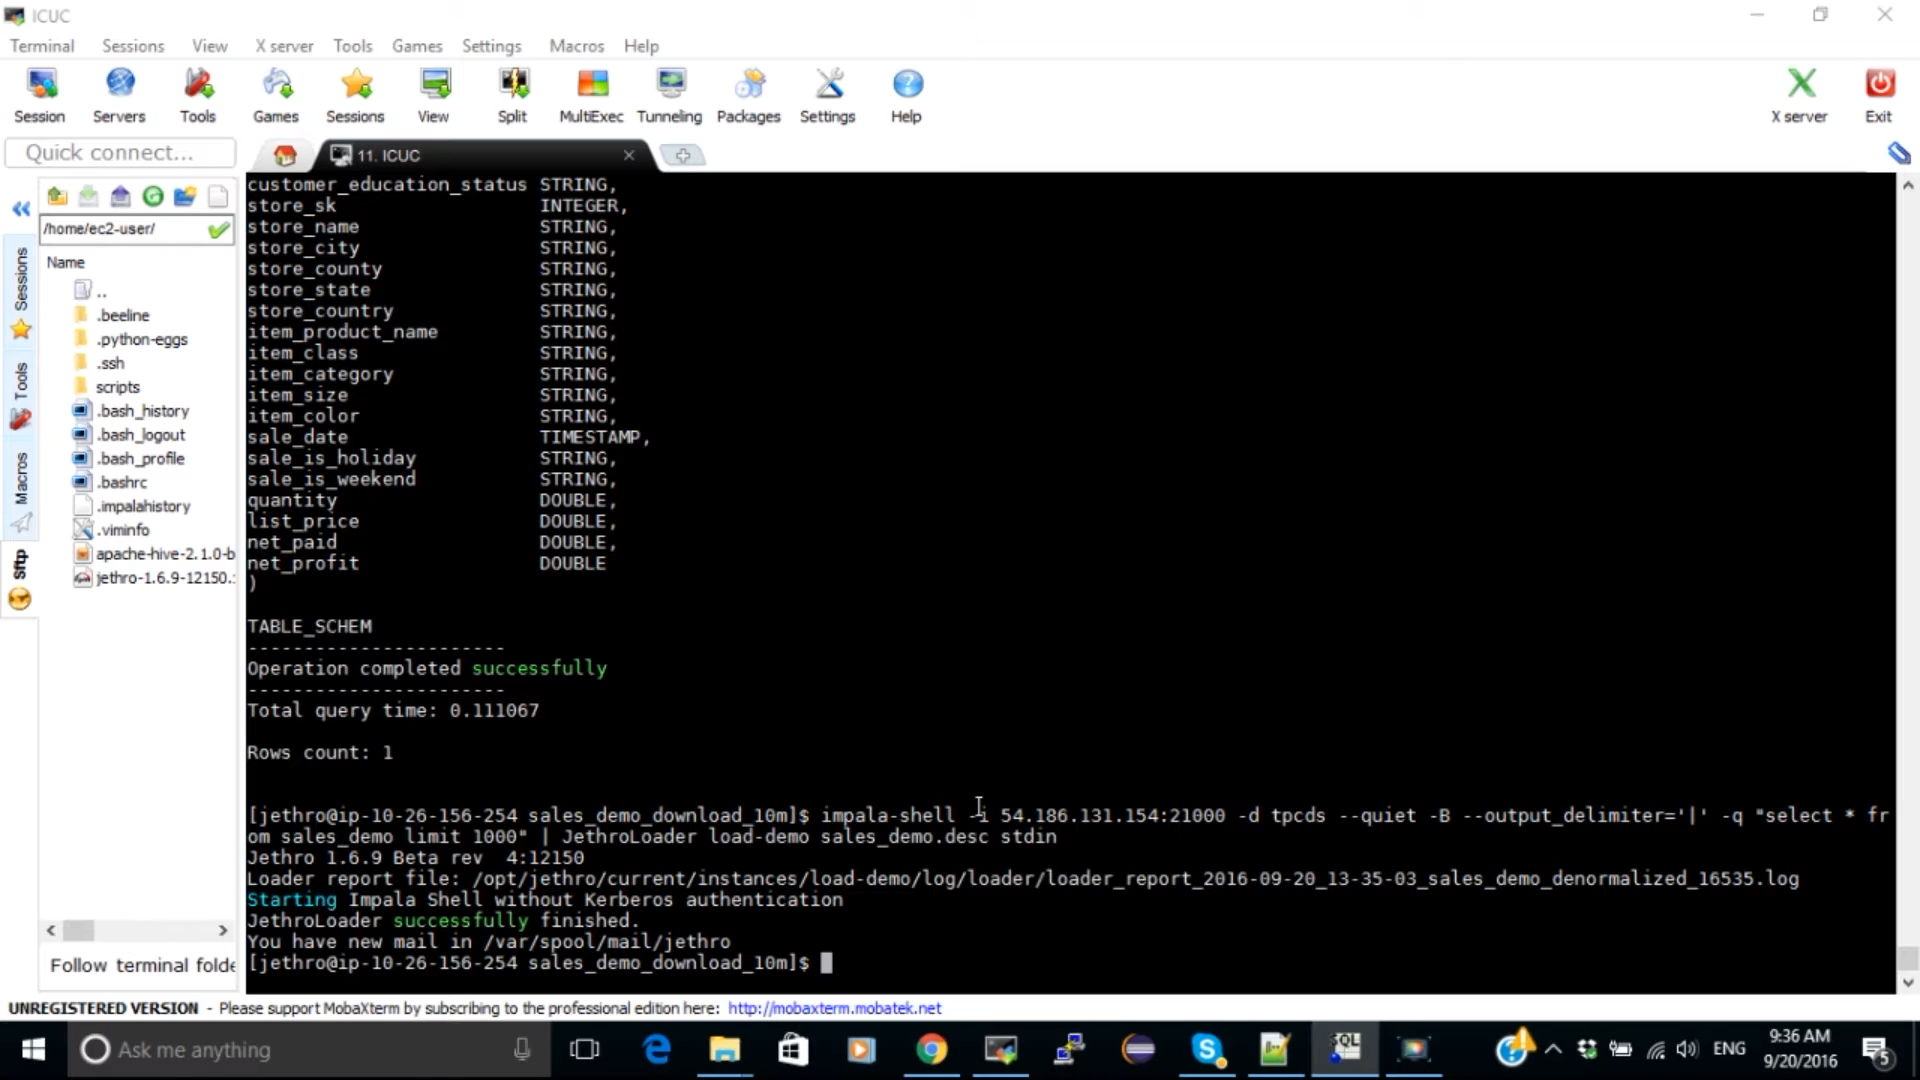 ICUC
Terminal Sessions View X server Tools Games Settings Macros Help
Session Servers Tools Games Sessions View Split MultiExec Tunneling Packages Settings Help X server Exit
Quick connect... 11. ICUC
/home/ec2-user/
Name
..
.beeline
.python-eggs
.ssh
scripts
.bash_history
.bash_logout
.bash_profile
.bashrc
.impalahistory
.viminfo
apache-hive-2.1.0-b
jethro-1.6.9-12150.
Follow terminal folde
Sessions
Tools
Macros
Sftp
customer_education_status STRING,
store_sk INTEGER,
store_name STRING,
store_city STRING,
store_county STRING,
store_state STRING,
store_country STRING,
item_product_name STRING,
item_class STRING,
item_category STRING,
item_size STRING,
item_color STRING,
sale_date TIMESTAMP,
sale_is_holiday STRING,
sale_is_weekend STRING,
quantity DOUBLE,
list_price DOUBLE,
net_paid DOUBLE,
net_profit DOUBLE
)
TABLE_SCHEM
-----------------------
Operation completed successfully
-----------------------
Total query time: 0.111067
Rows count: 1
[jethro@ip-10-26-156-254 sales_demo_download_10m]$ impala-shell -i 54.186.131.154:21000 -d tpcds --quiet -B --output_delimiter='|' -q "select * fr
om sales_demo limit 1000" | JethroLoader load-demo sales_demo.desc stdin
Jethro 1.6.9 Beta rev 4:12150
Loader report file: /opt/jethro/current/instances/load-demo/log/loader/loader_report_2016-09-20_13-35-03_sales_demo_denormalized_16535.log
Starting Impala Shell without Kerberos authentication
JethroLoader successfully finished.
You have new mail in /var/spool/mail/jethro
[jethro@ip-10-26-156-254 sales_demo_download_10m]$
UNREGISTERED VERSION - Please support MobaXterm by subscribing to the professional edition here: http://mobaxterm.mobatek.net
Ask me anything
SQL
ENG
9:36 AM
9/20/2016
5